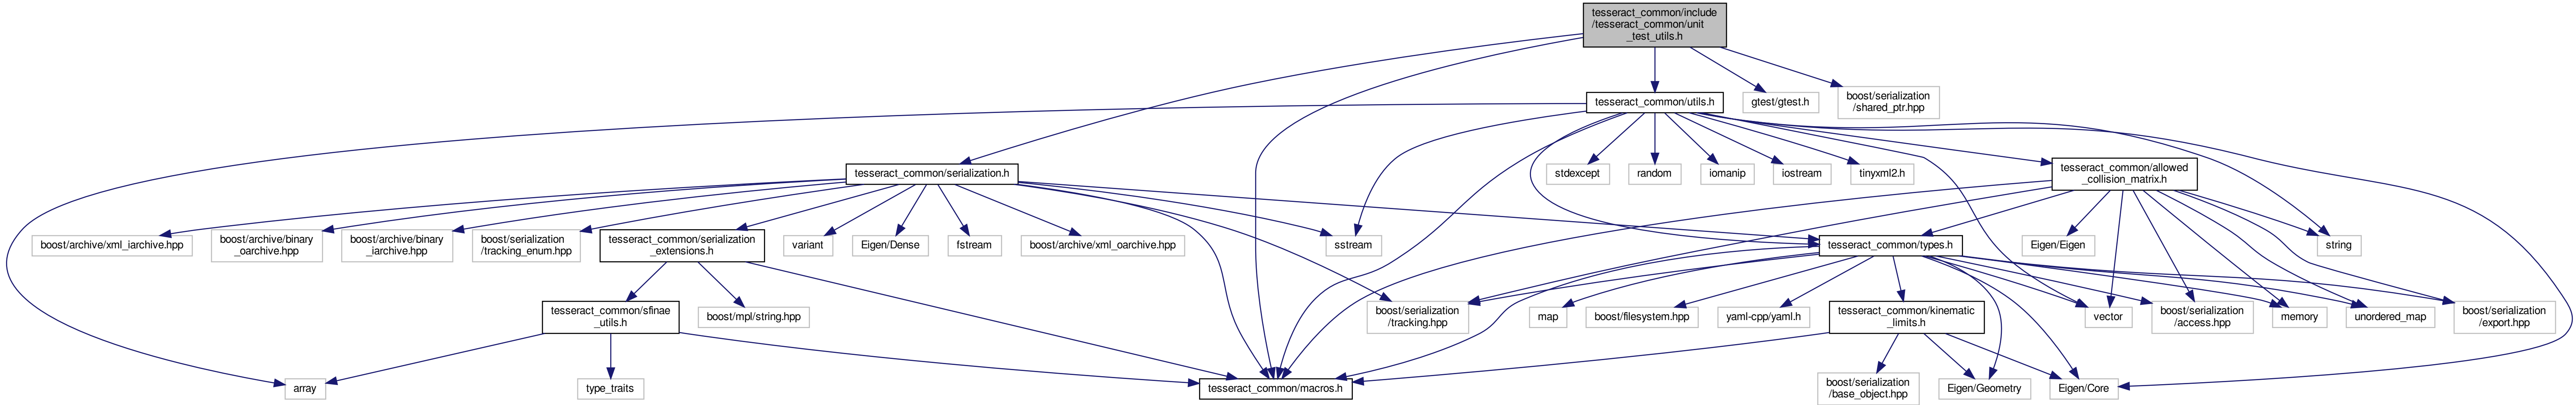 tesseract_common/include
/tesseract_common/unit
_test_utils.h
tesseract_common/utils.h
gtest/gtest.h
boost/serialization
/shared_ptr.hpp
tesseract_common/serialization.h
stdexcept
random
iomanip
iostream
tinyxml2.h
tesseract_common/allowed
_collision_matrix.h
boost/archive/xml_iarchive.hpp
boost/archive/binary
_oarchive.hpp
boost/archive/binary
_iarchive.hpp
boost/serialization
/tracking_enum.hpp
tesseract_common/serialization
_extensions.h
variant
Eigen/Dense
fstream
boost/archive/xml_oarchive.hpp
sstream
tesseract_common/types.h
Eigen/Eigen
string
tesseract_common/sfinae
_utils.h
boost/mpl/string.hpp
boost/serialization
/tracking.hpp
map
boost/filesystem.hpp
yaml-cpp/yaml.h
tesseract_common/kinematic
_limits.h
vector
boost/serialization
/access.hpp
memory
unordered_map
boost/serialization
/export.hpp
array
type_traits
tesseract_common/macros.h
boost/serialization
/base_object.hpp
Eigen/Geometry
Eigen/Core